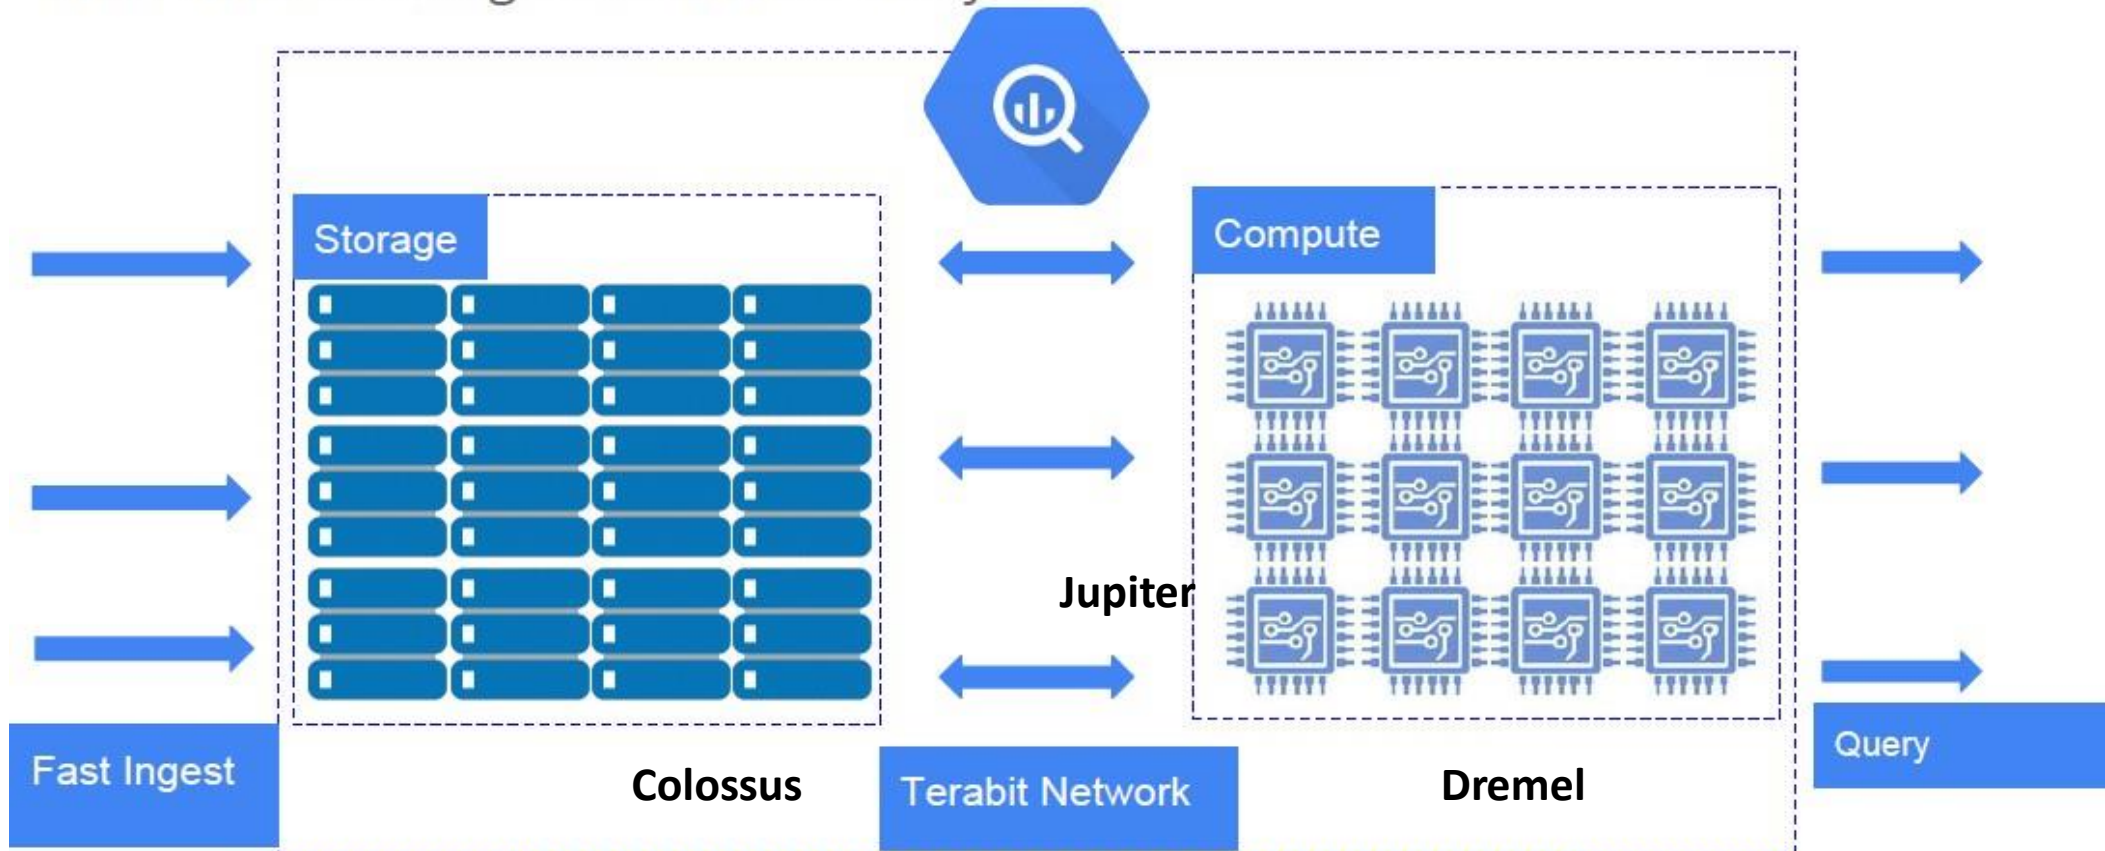 Storage
Compute
Jupiter
Fast Ingest
Colossus
Terabit Network
Dremel
Query